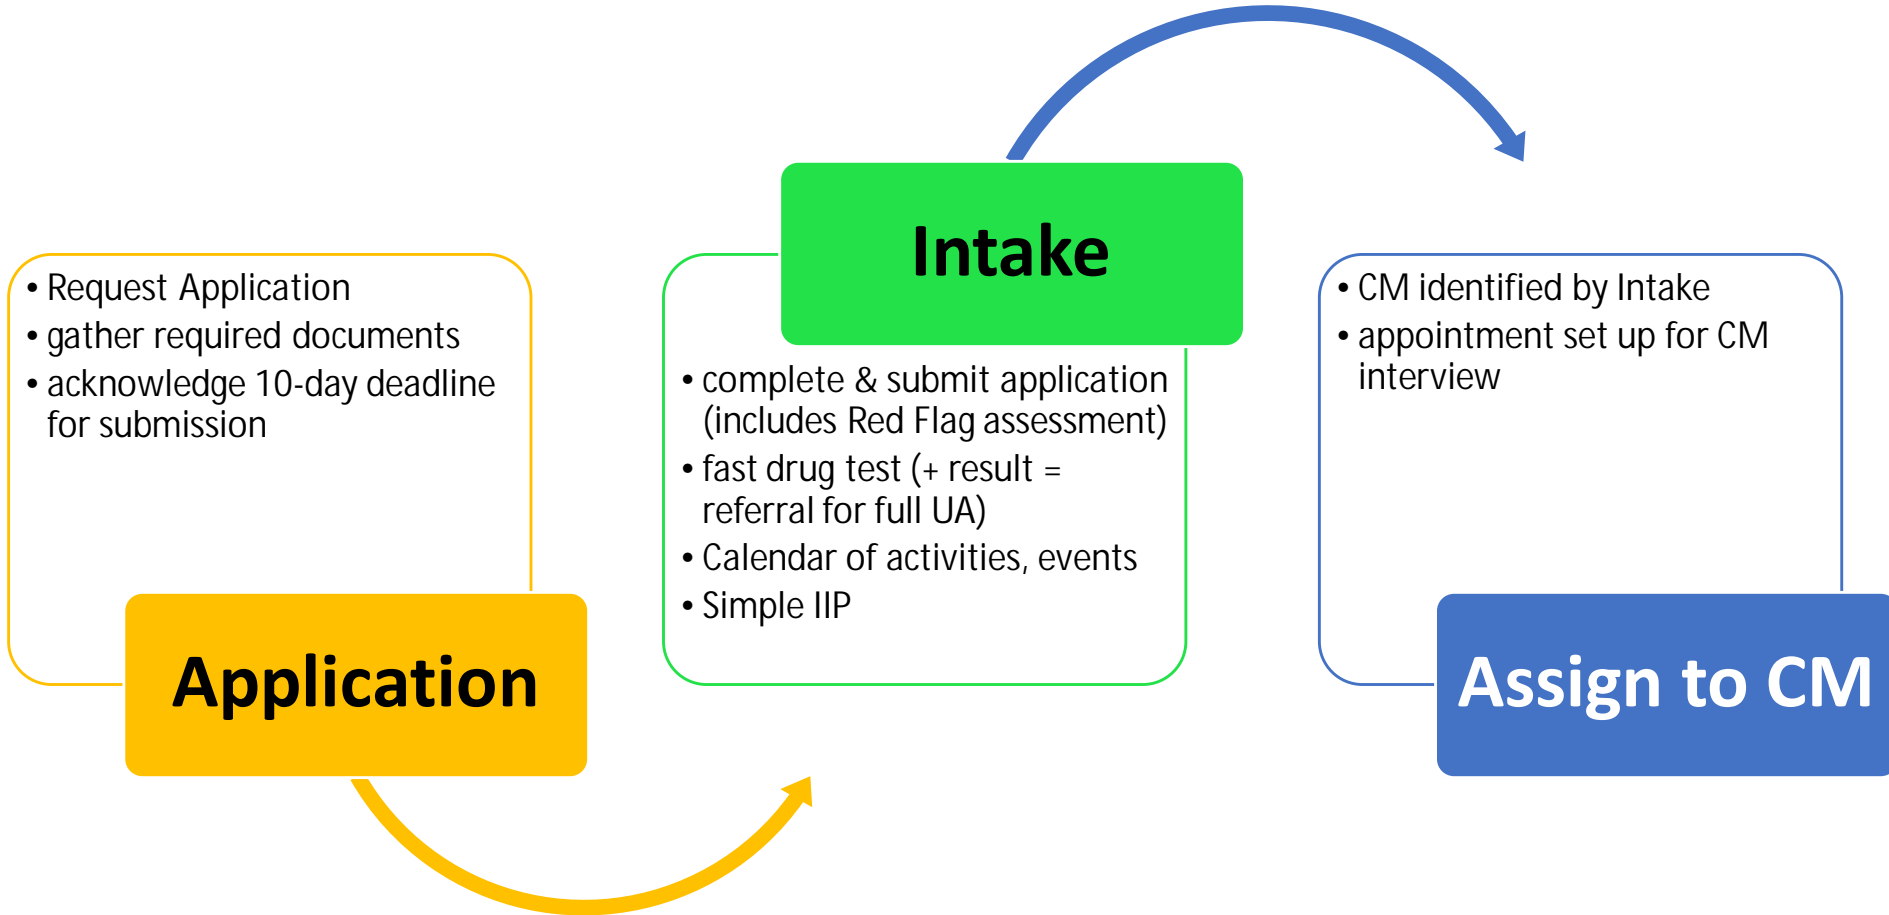 • Request Application
• gather required documents
• acknowledge 10-day deadline
for submission
Application
Intake
• complete & submit application
(includes Red Flag assessment)
• fast drug test (+ result =
referral for full UA)
• Calendar of activities, events
• Simple IIP
• CM identified by Intake
• appointment set up for CM
interview
Assign to CM